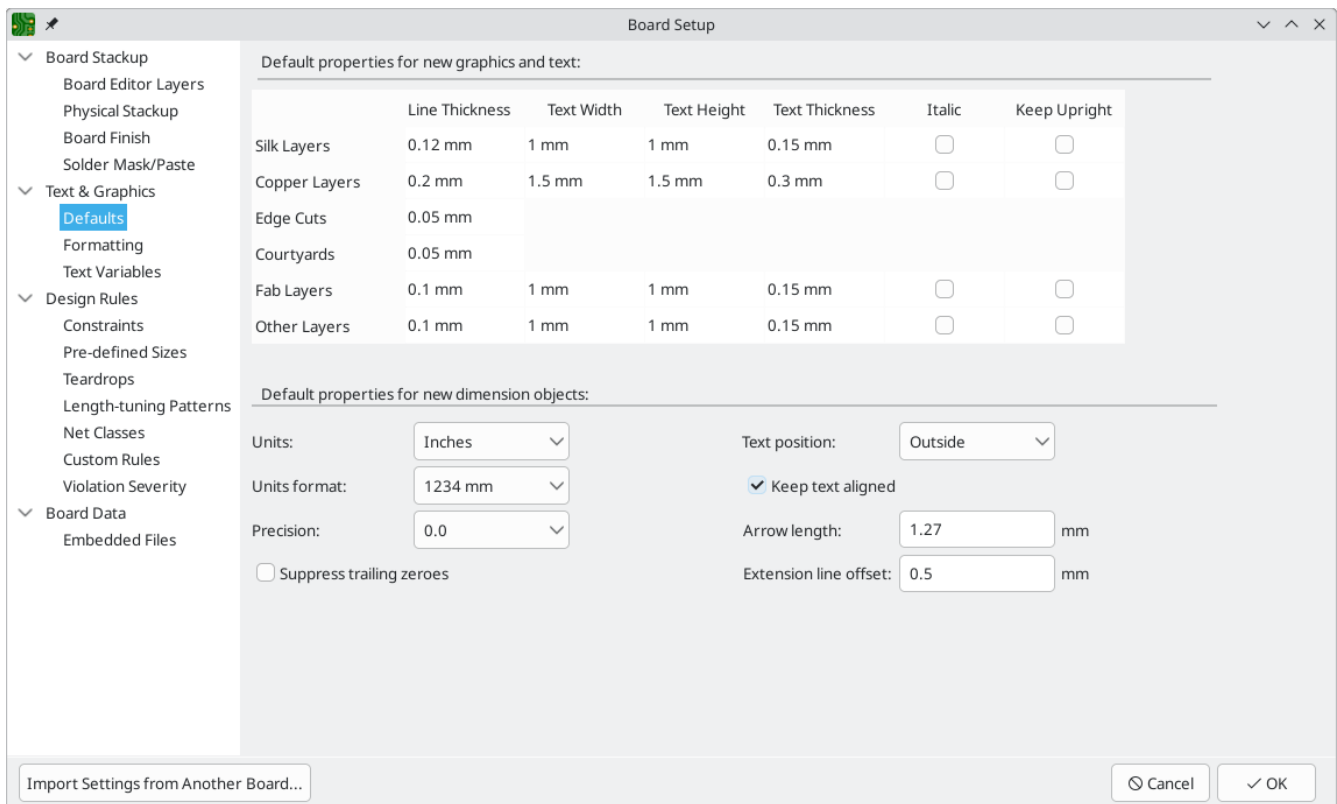 Board Setup
Board Stackup
Board Editor Layers
Physical Stackup
Board Finish
Solder Mask/Paste
Text & Graphics
Defaults
Formatting
Text Variables
Design Rules
Constraints
Pre-defined Sizes
Teardrops
Length-tuning Patterns
Net Classes
Custom Rules
Violation Severity
Board Data
Embedded Files
Default properties for new graphics and text:
Line Thickness Text Width Text Height Text Thickness Italic Keep Upright
Silk Layers 0.12 mm 1 mm 1 mm 0.15 mm
Copper Layers 0.2 mm 1.5 mm 1.5 mm 0.3 mm
Edge Cuts 0.05 mm
Courtyards 0.05 mm
Fab Layers 0.1 mm 1 mm 1 mm 0.15 mm
Other Layers 0.1 mm 1 mm 1 mm 0.15 mm
Default properties for new dimension objects:
Units: Inches Text position: Outside
Units format: 1234 mm Keep text aligned
Precision: 0.0 Arrow length: 1.27 mm
Suppress trailing zeroes Extension line offset: 0.5 mm
Import Settings from Another Board... Cancel OK